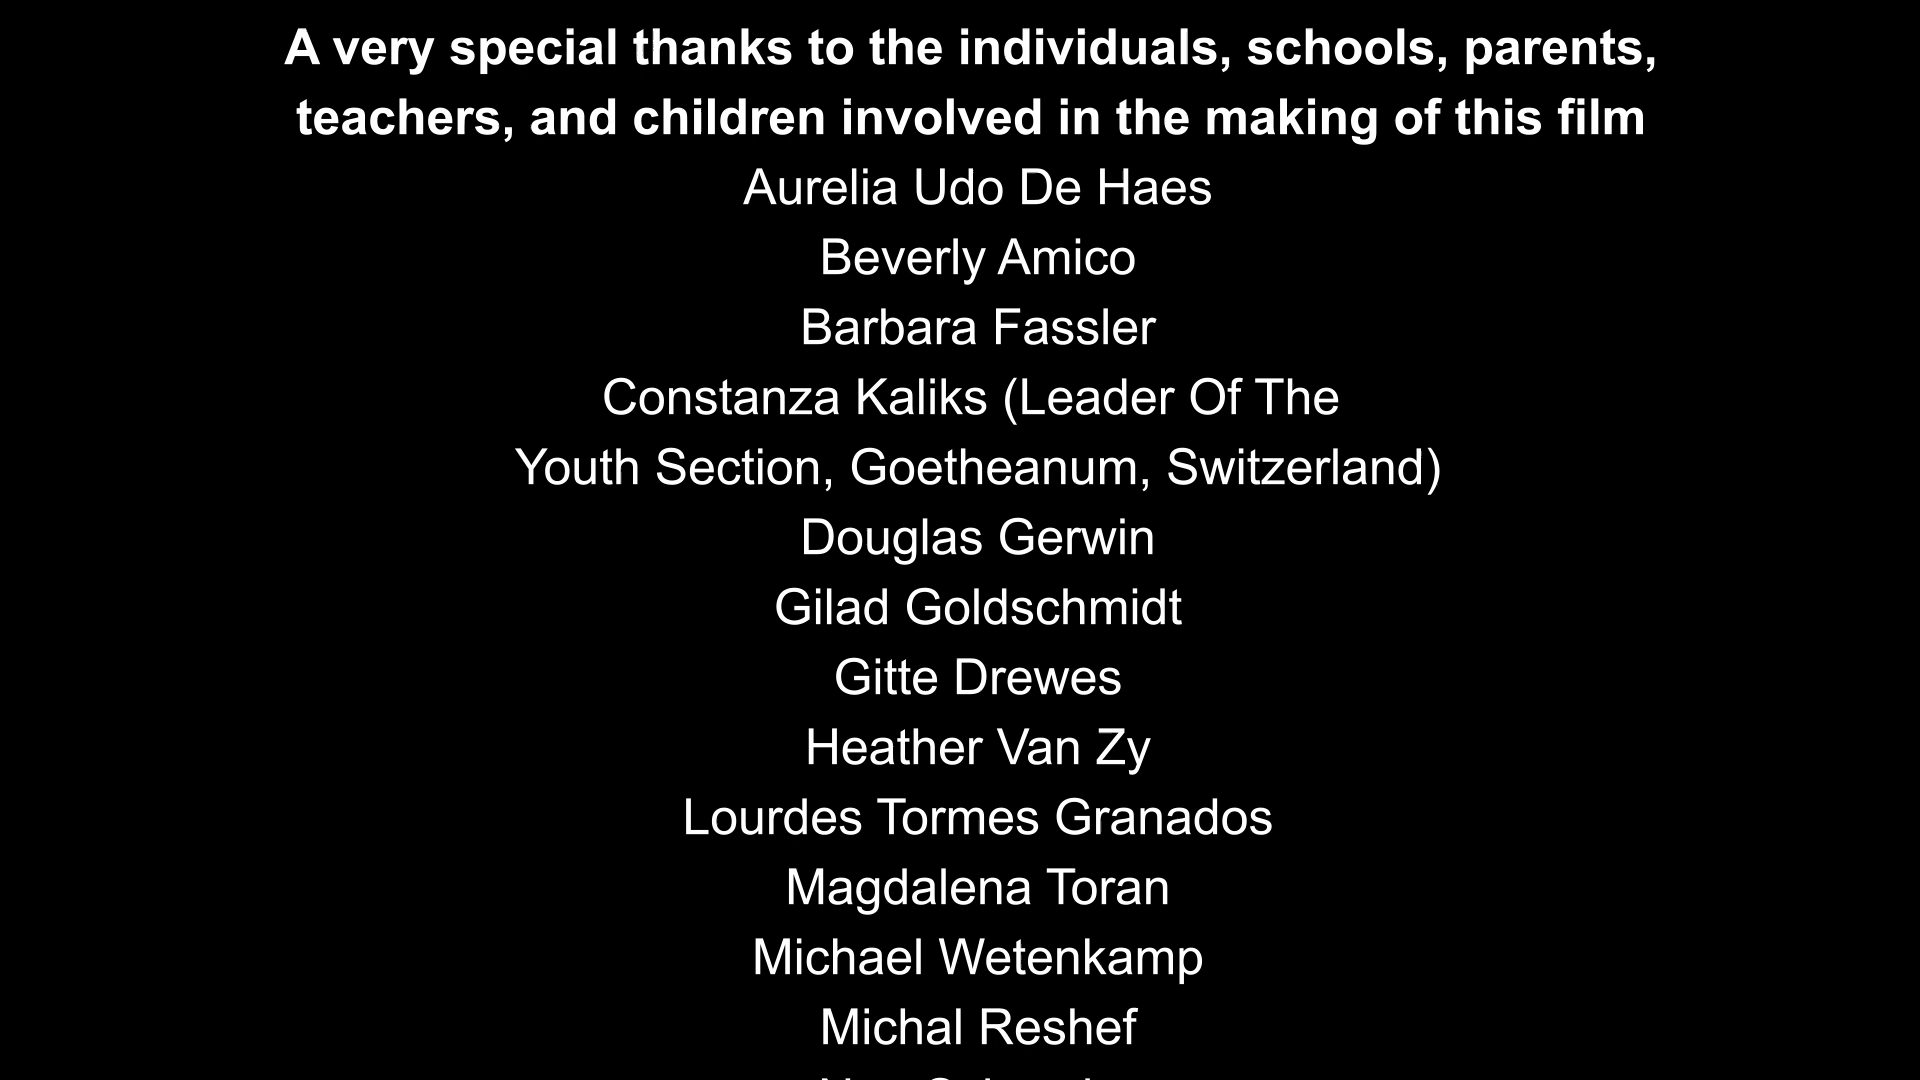 A very special thanks to the individuals, schools, parents,
teachers, and children involved in the making of this film
Aurelia Udo De Haes
Beverly Amico
Barbara Fassler
Constanza Kaliks (Leader Of The
Youth Section, Goetheanum, Switzerland)
Douglas Gerwin
Gilad Goldschmidt
Gitte Drewes
Heather Van Zy
Lourdes Tormes Granados
Magdalena Toran
Michael Wetenkamp
Michal Reshef